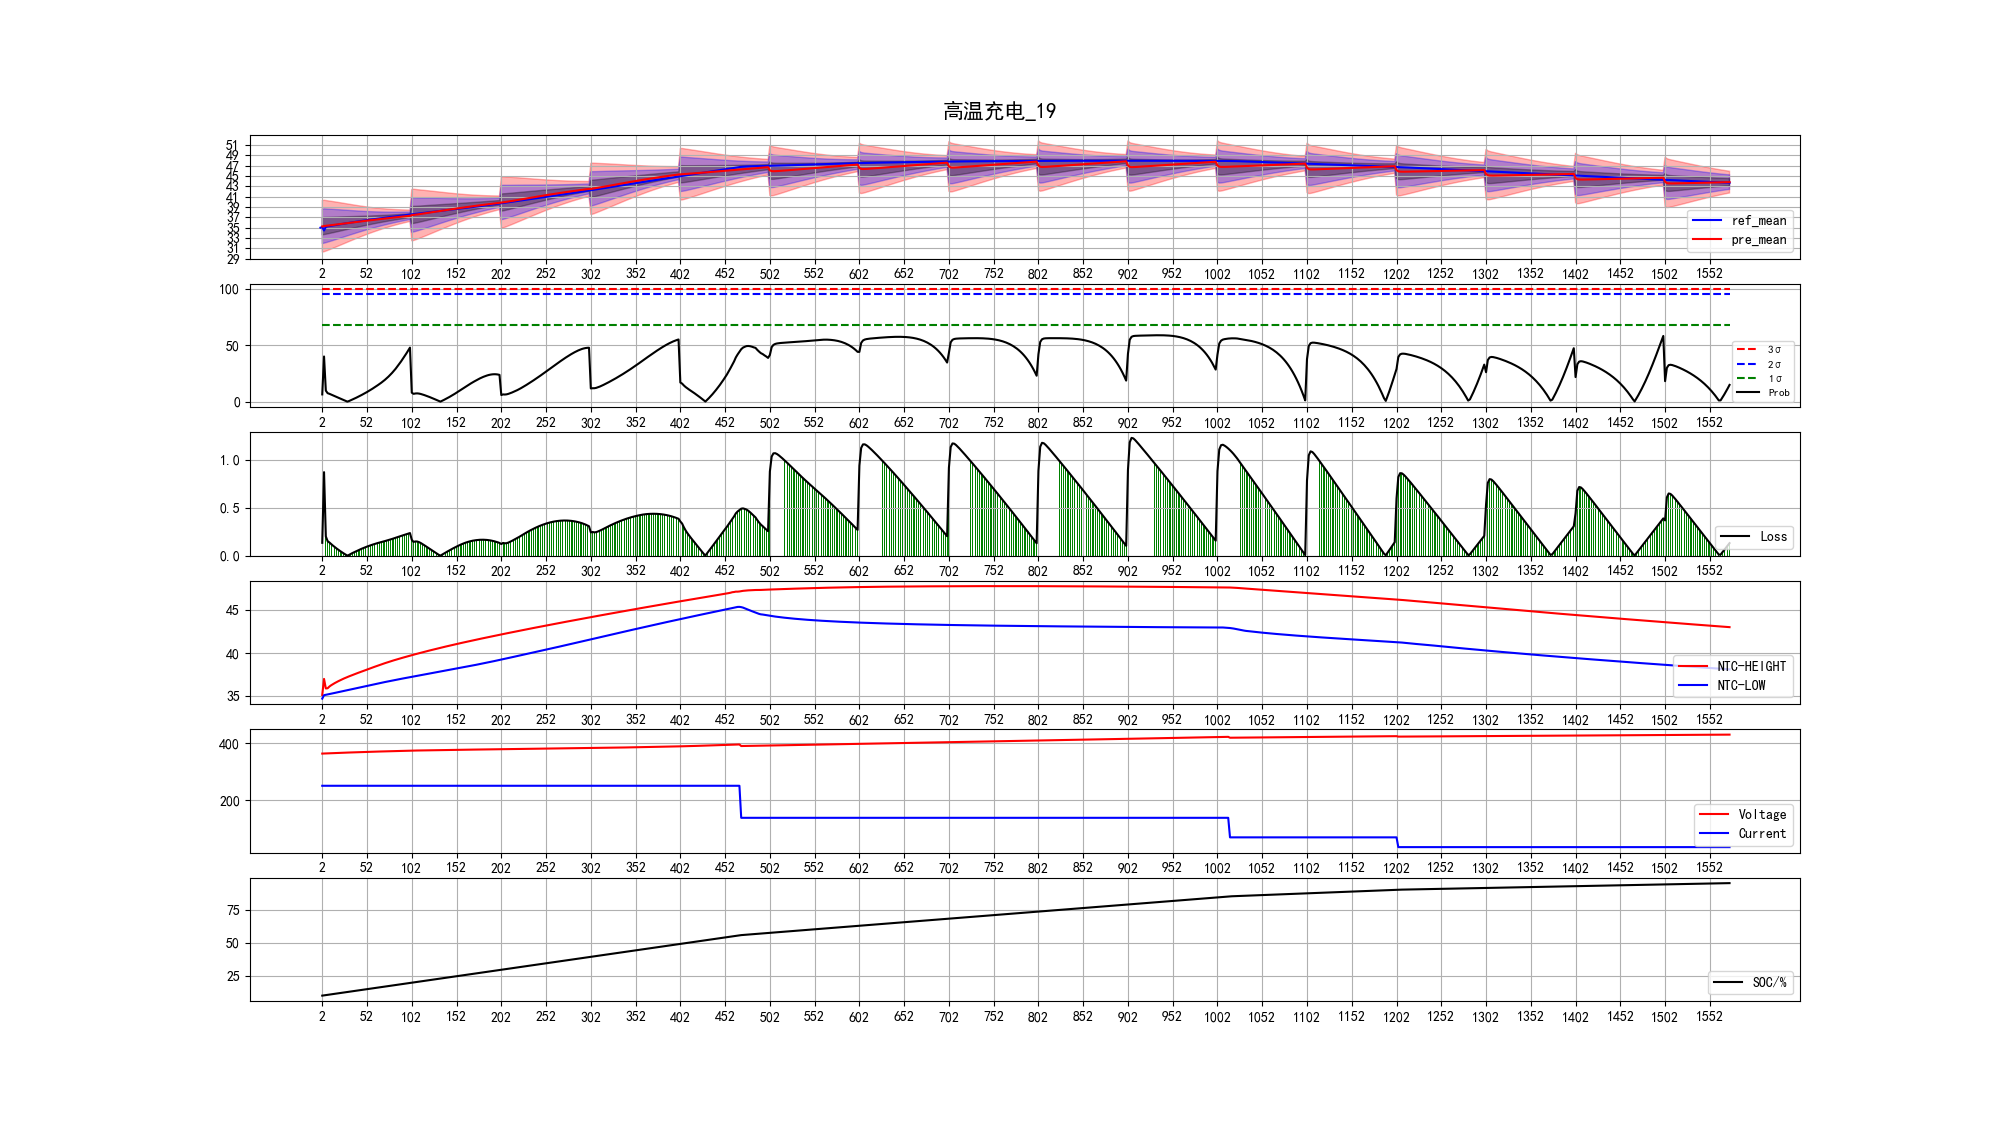 高温充电_19
51
49
47
45
43
41
39
37
35
33
31
29
ref_mean
pre_mean
2 52 102 152 202 252 302 352 402 452 502 552 602 652 702 752 802 852 902 952 1002 1052 1102 1152 1202 1252 1302 1352 1402 1452 1502 1552
100
50
0
3σ
2σ
1σ
Prob
2 52 102 152 202 252 302 352 402 452 502 552 602 652 702 752 802 852 902 952 1002 1052 1102 1152 1202 1252 1302 1352 1402 1452 1502 1552
1.0
0.5
0.0
Loss
2 52 102 152 202 252 302 352 402 452 502 552 602 652 702 752 802 852 902 952 1002 1052 1102 1152 1202 1252 1302 1352 1402 1452 1502 1552
45
40
35
NTC-HEIGHT
NTC-LOW
2 52 102 152 202 252 302 352 402 452 502 552 602 652 702 752 802 852 902 952 1002 1052 1102 1152 1202 1252 1302 1352 1402 1452 1502 1552
400
200
Voltage
Current
2 52 102 152 202 252 302 352 402 452 502 552 602 652 702 752 802 852 902 952 1002 1052 1102 1152 1202 1252 1302 1352 1402 1452 1502 1552
75
50
25
SOC/%
2 52 102 152 202 252 302 352 402 452 502 552 602 652 702 752 802 852 902 952 1002 1052 1102 1152 1202 1252 1302 1352 1402 1452 1502 1552